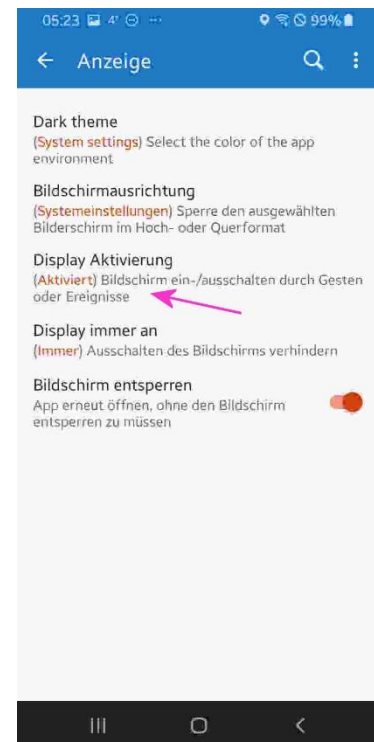 05:23 4' 99%
Anzeige
Dark theme
(System settings) Select the color of the app
environment
Bildschirmausrichtung
(Systemeinstellungen) Sperre den ausgewählten
Bilderschirm im Hoch- oder Querformat
Display Aktivierung
(Aktiviert) Bildschirm ein-/ausschalten durch Gesten
oder Ereignisse
Display immer an
(Immer) Ausschalten des Bildschirms verhindern
Bildschirm entsperren
App erneut öffnen, ohne den Bildschirm
entsperren zu müssen